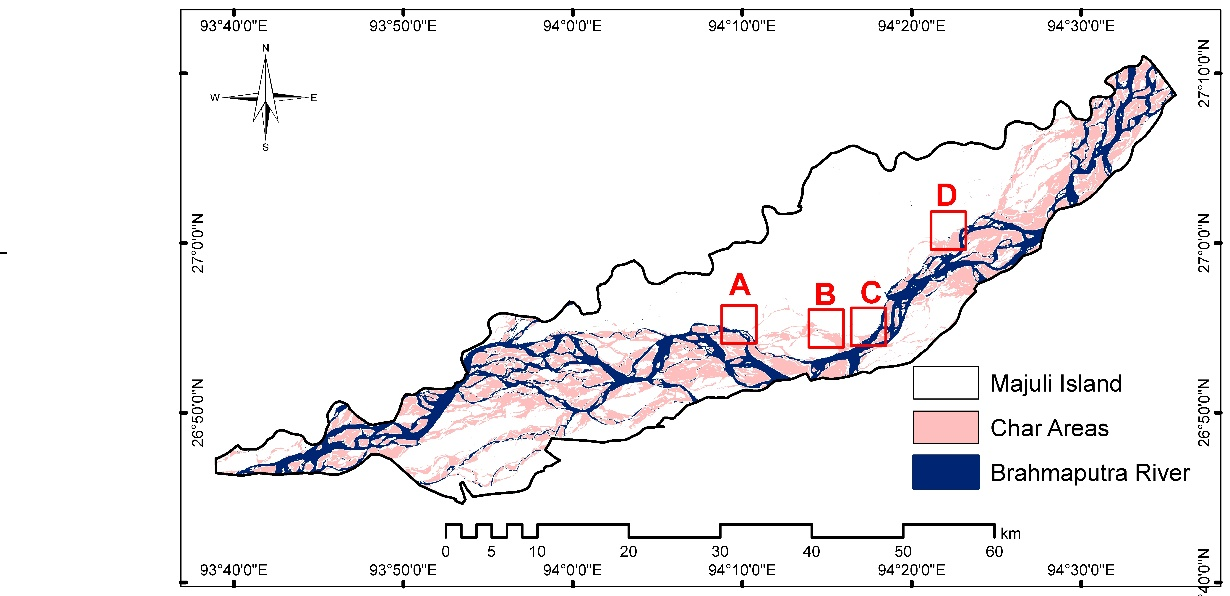 93°40'0"E 93°50'0"E 94°0'0"E 94°10'0"E 94°20'0"E 94°30'0"E
N
W E
S
27°10'0"N
D
27°0'0"N 27°0'0"N
A B C
Majuli Island
26°50'0"N 26°50'0"N
Char Areas
Brahmaputra River
km
0 5 10 20 30 40 50 60
93°40'0"E 93°50'0"E 94°0'0"E 94°10'0"E 94°20'0"E 94°30'0"E
40'0"N